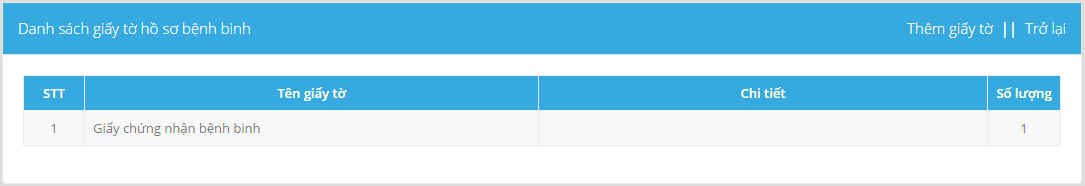 Danh sách giấy tờ hồ sơ bệnh binh Thêm giấy tờ || Trở lại
STT Tên giấy tờ Chi tiết Số lượng
1 Giấy chứng nhận bệnh binh 1